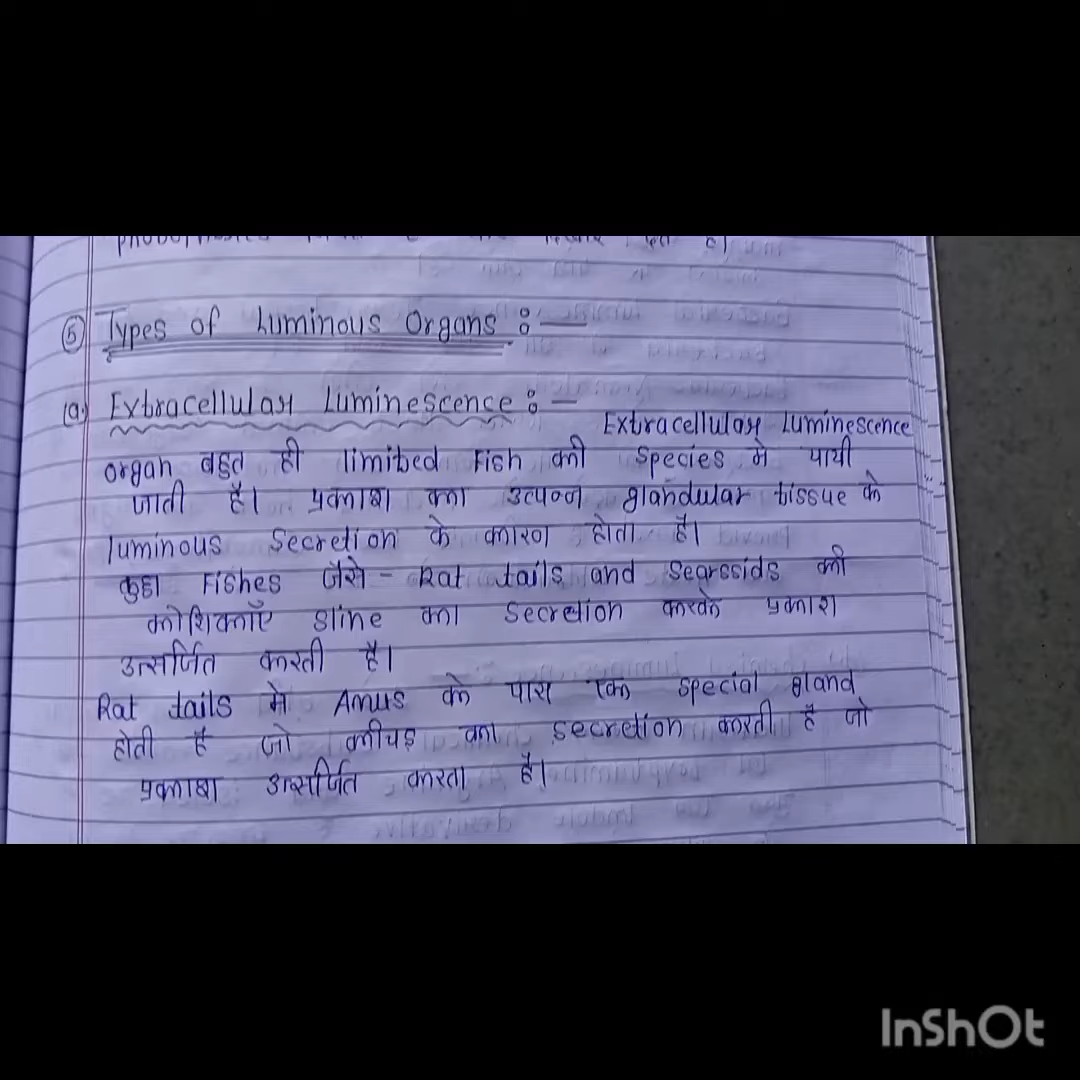 ⑤ Types of Luminous Organs :—
(a.) Extracellular Luminescence :—
Extracellular Luminescence
organ बहुत ही limited Fish की species मे पायी
जाती है। प्रकाश का उत्पन्न glandular tissue के
luminous secretion के कारण होता है।
कुछ Fishes जैसे - Rat tails and Searssids की
कोशिकाएँ slime का secretion करके प्रकाश
उत्सर्जित करती है।
Rat tails मे Anus के पास एक special gland
होती है जो कीचड़ का secretion करती है जो
प्रकाश उत्सर्जित करता है।
InShOt